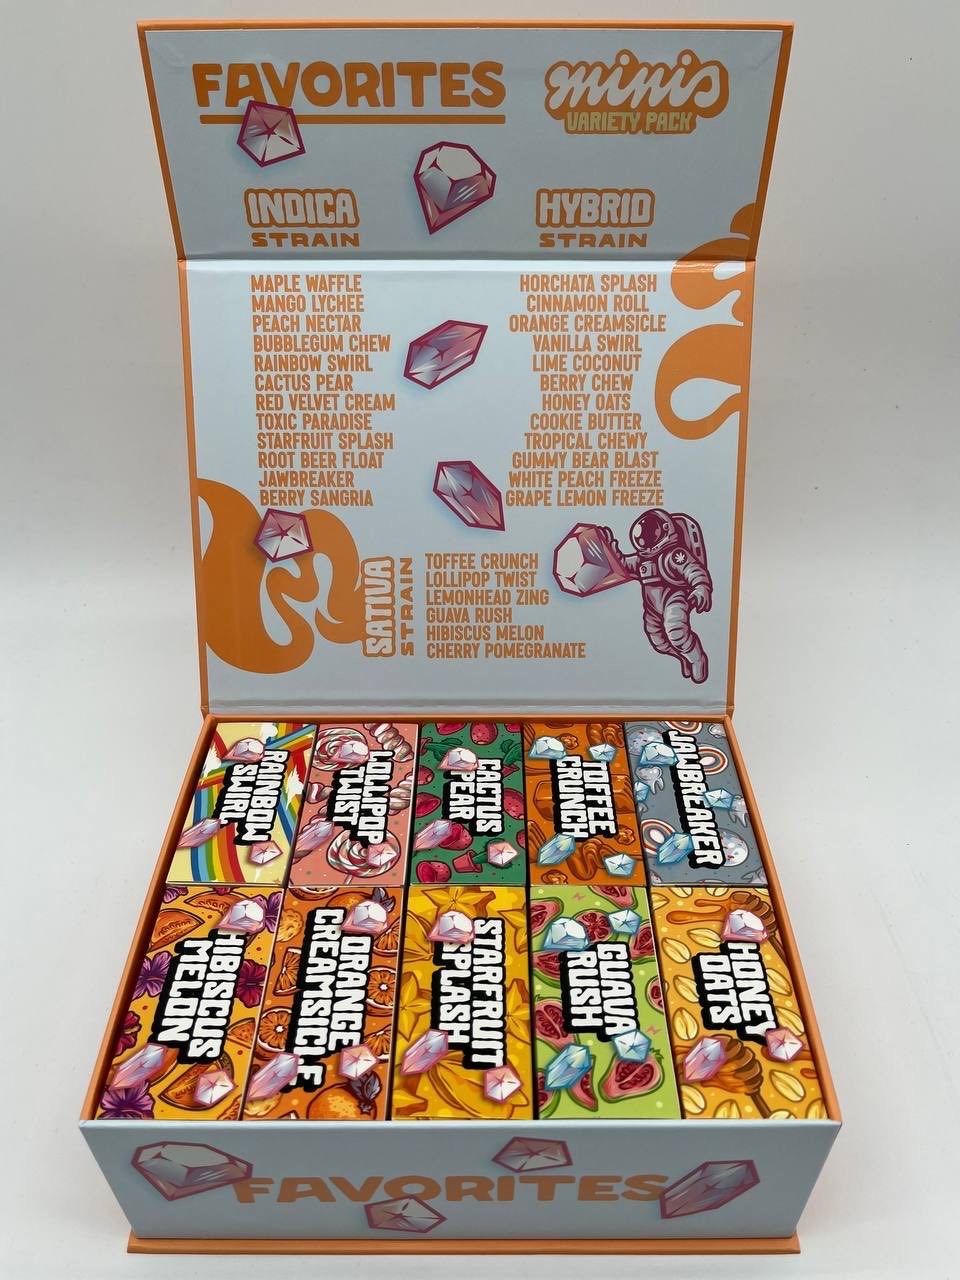 FAVORITES
minis
VARIETY PACK
INDICA
STRAIN
MAPLE WAFFLE
MANGO LYCHEE
PEACH NECTAR
BUBBLEGUM CHEW
RAINBOW SWIRL
CACTUS PEAR
RED VELVET CREAM
TOXIC PARADISE
STARFRUIT SPLASH
ROOT BEER FLOAT
JAWBREAKER
BERRY SANGRIA
HYBRID
STRAIN
HORCHATA SPLASH
CINNAMON ROLL
ORANGE CREAMSICLE
VANILLA SWIRL
LIME COCONUT
BERRY CHEW
HONEY OATS
COOKIE BUTTER
TROPICAL CHEWY
GUMMY BEAR BLAST
WHITE PEACH FREEZE
GRAPE LEMON FREEZE
SATIVA
STRAIN
TOFFEE CRUNCH
LOLLIPOP TWIST
LEMONHEAD ZING
GUAVA RUSH
HIBISCUS MELON
CHERRY POMEGRANATE
RAINBOW
SWIRL
LOLLIPOP
TWIST
CACTUS
PEAR
TOFFEE
CRUNCH
JAWBREAKER
HIBISCUS
MELON
ORANGE
CREAMSICLE
STARFRUIT
SPLASH
GUAVA
RUSH
HONEY
OATS
FAVORITES